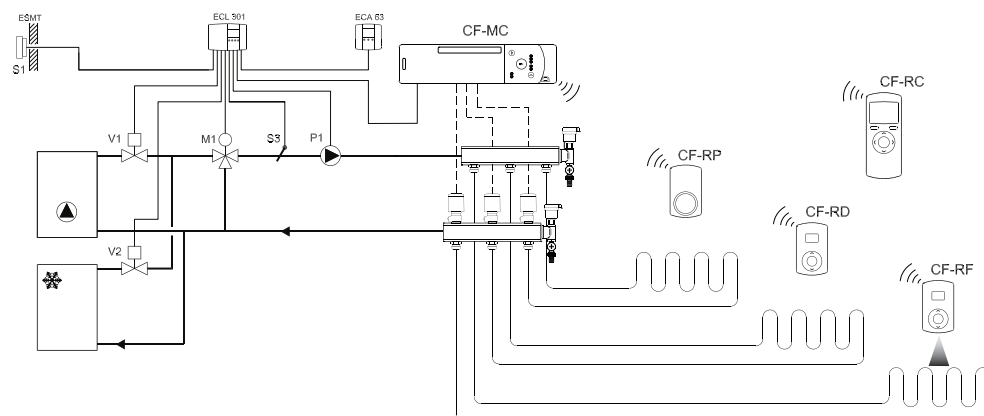 ESMT
ECL 301
ECA 63
CF-MC
S1
CF-RC
V1
M1
S3
P1
CF-RP
CF-RD
V2
CF-RF